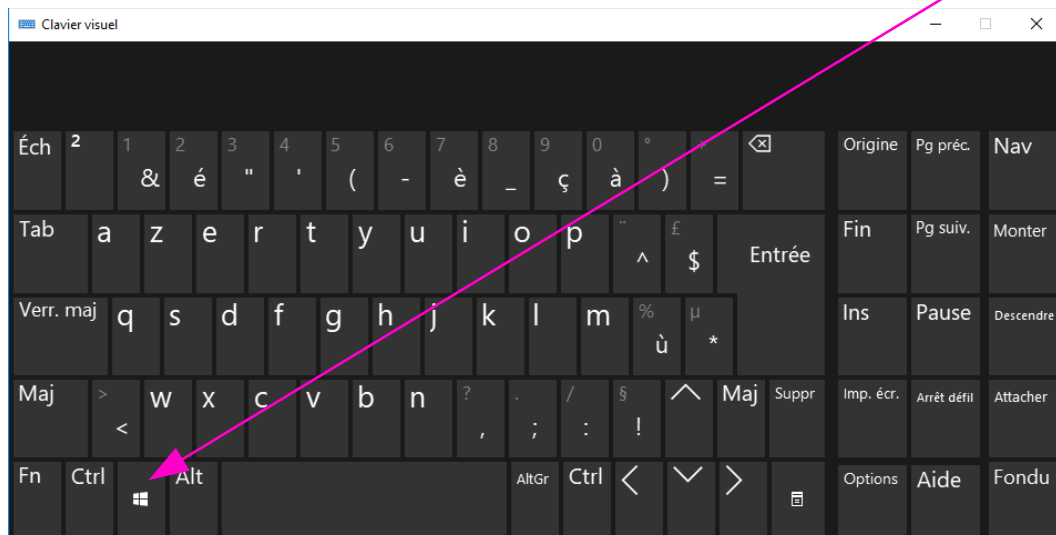 Clavier visuel
Éch ² 1 & 2 é 3 " 4 ' 5 ( 6 - 7 è 8 _ 9 ç 0 à ° ) + = Origine Pg préc. Nav
Tab a z e r t y u i o p ¨ ^ £ $ Entrée Fin Pg suiv. Monter
Verr. maj q s d f g h j k l m % ù µ * Ins Pause Descendre
Maj > < w x c v b n ? , . ; / : § ! Maj Suppr Imp. écr. Arrêt défil Attacher
Fn Ctrl Alt AltGr Ctrl Options Aide Fondu